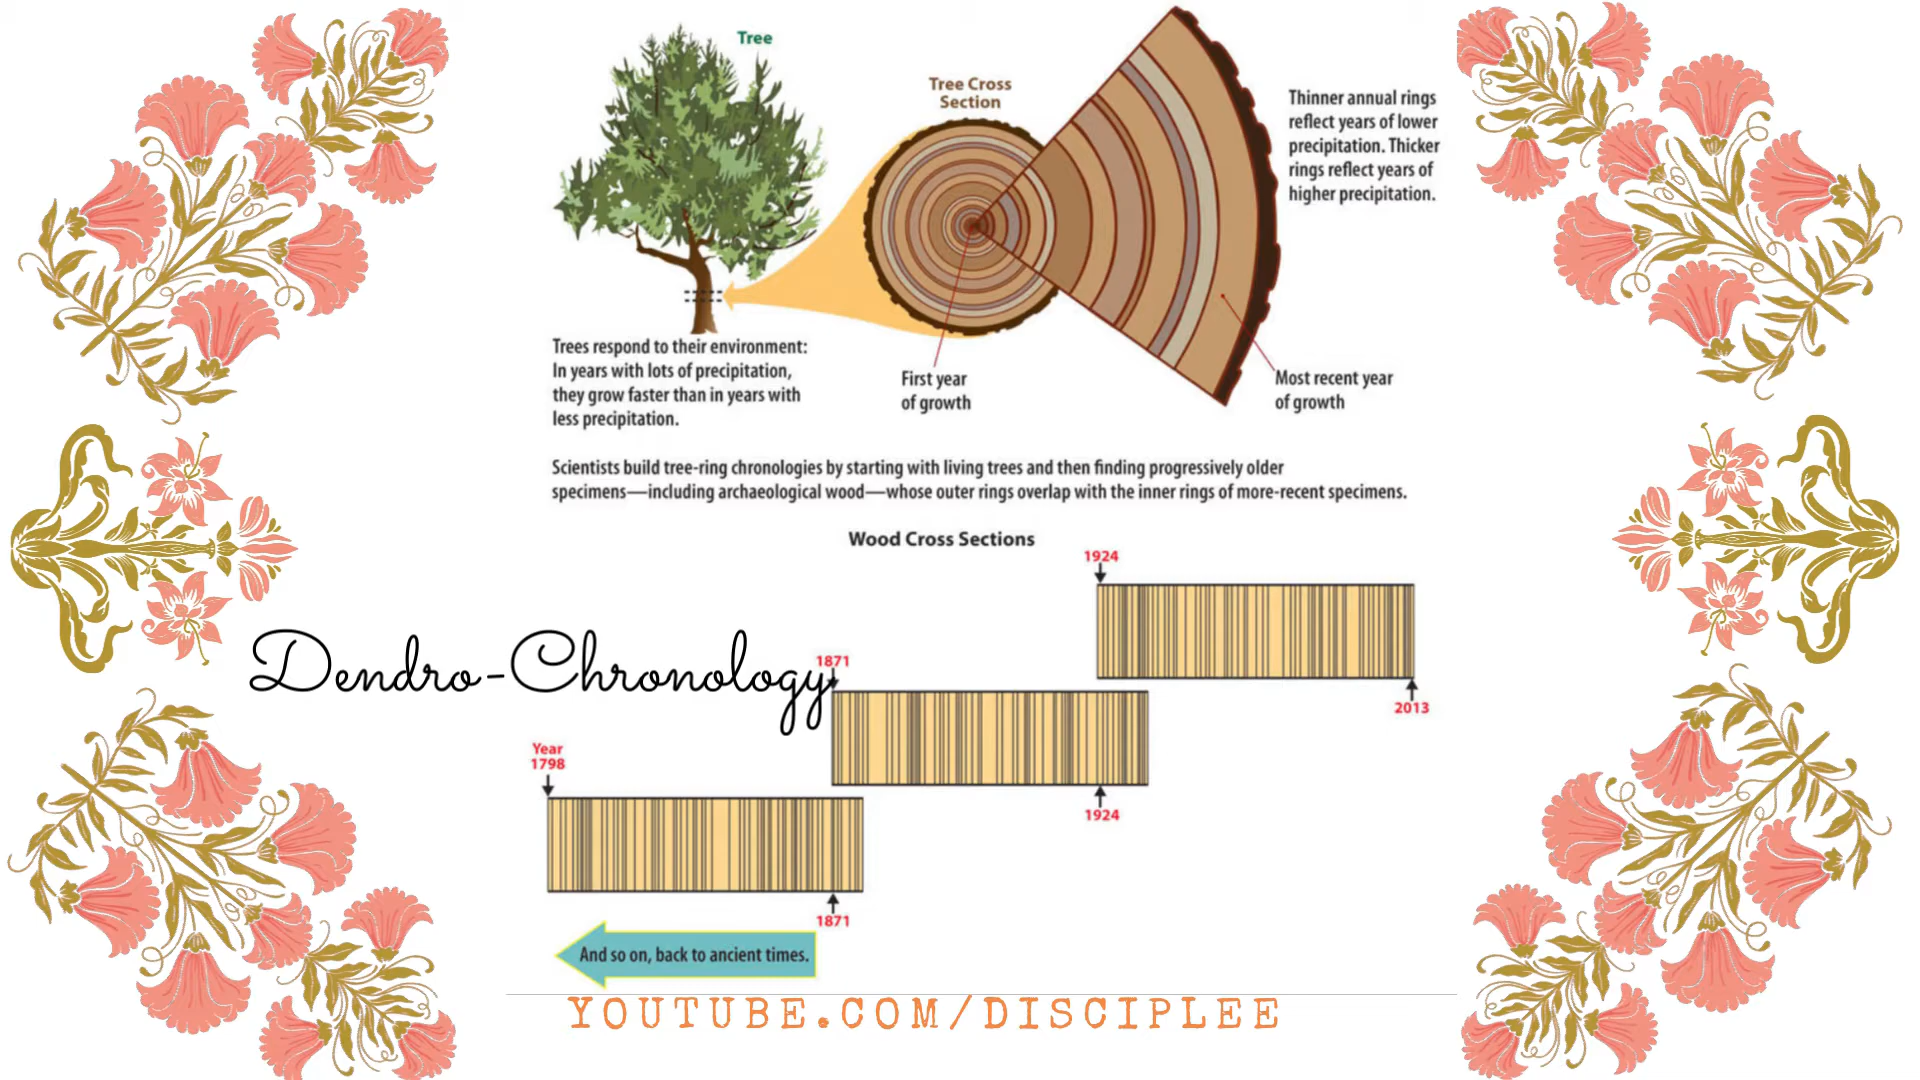 Tree
Tree Cross
Section
Thinner annual rings
reflect years of lower
precipitation. Thicker
rings reflect years of
higher precipitation.
Trees respond to their environment:
In years with lots of precipitation,
they grow faster than in years with
less precipitation.
First year
of growth
Most recent year
of growth
Scientists build tree-ring chronologies by starting with living trees and then finding progressively older
specimens—including archaeological wood—whose outer rings overlap with the inner rings of more-recent specimens.
Wood Cross Sections
1924
2013
Dendro-Chronology
1871
1924
Year
1798
1871
And so on, back to ancient times.
YOUTUBE.COM/DISCIPLEE